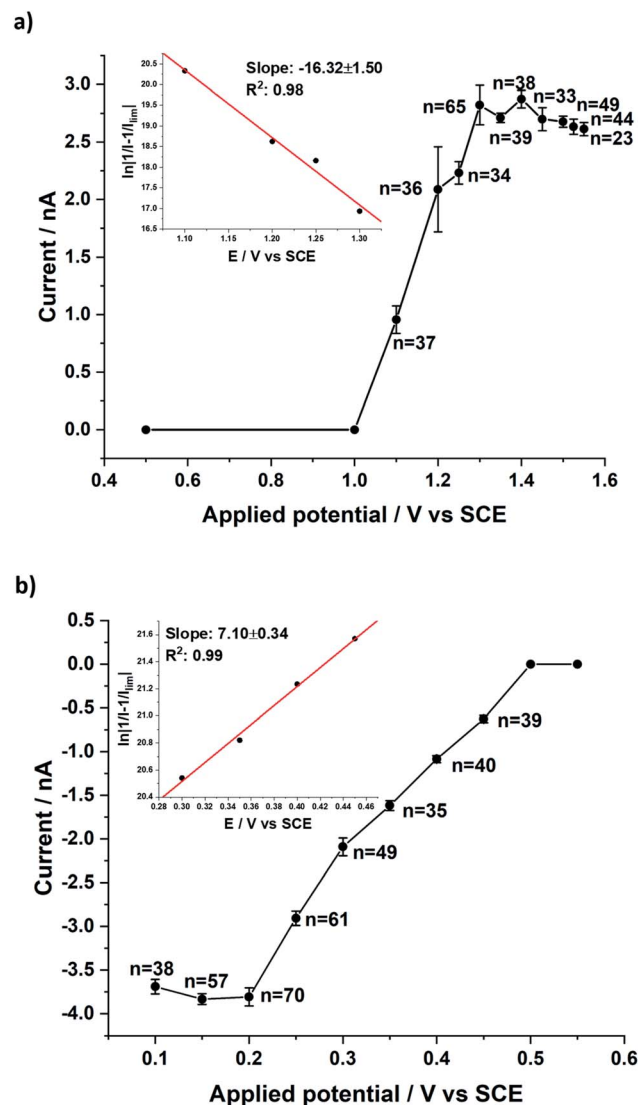 a)
Slope: -16.32±1.50
R²: 0.98
ln|1/I-1/I_lim|
20.5
20.0
19.5
19.0
18.5
18.0
17.5
17.0
16.5
1.10 1.15 1.20 1.25 1.30
E / V vs SCE
Current / nA
3.0
2.5
2.0
1.5
1.0
0.5
0.0
n=65
n=38
n=33
n=49
n=44
n=23
n=39
n=34
n=36
n=37
0.4 0.6 0.8 1.0 1.2 1.4 1.6
Applied potential / V vs SCE
b)
Slope: 7.10±0.34
R²: 0.99
ln|1/I-1/I_lim|
21.6
21.4
21.2
21.0
20.8
20.6
20.4
0.28 0.30 0.32 0.34 0.36 0.38 0.40 0.42 0.44 0.46
E / V vs SCE
Current / nA
0.5
0.0
-0.5
-1.0
-1.5
-2.0
-2.5
-3.0
-3.5
-4.0
n=39
n=40
n=35
n=49
n=61
n=38
n=57
n=70
0.1 0.2 0.3 0.4 0.5 0.6
Applied potential / V vs SCE